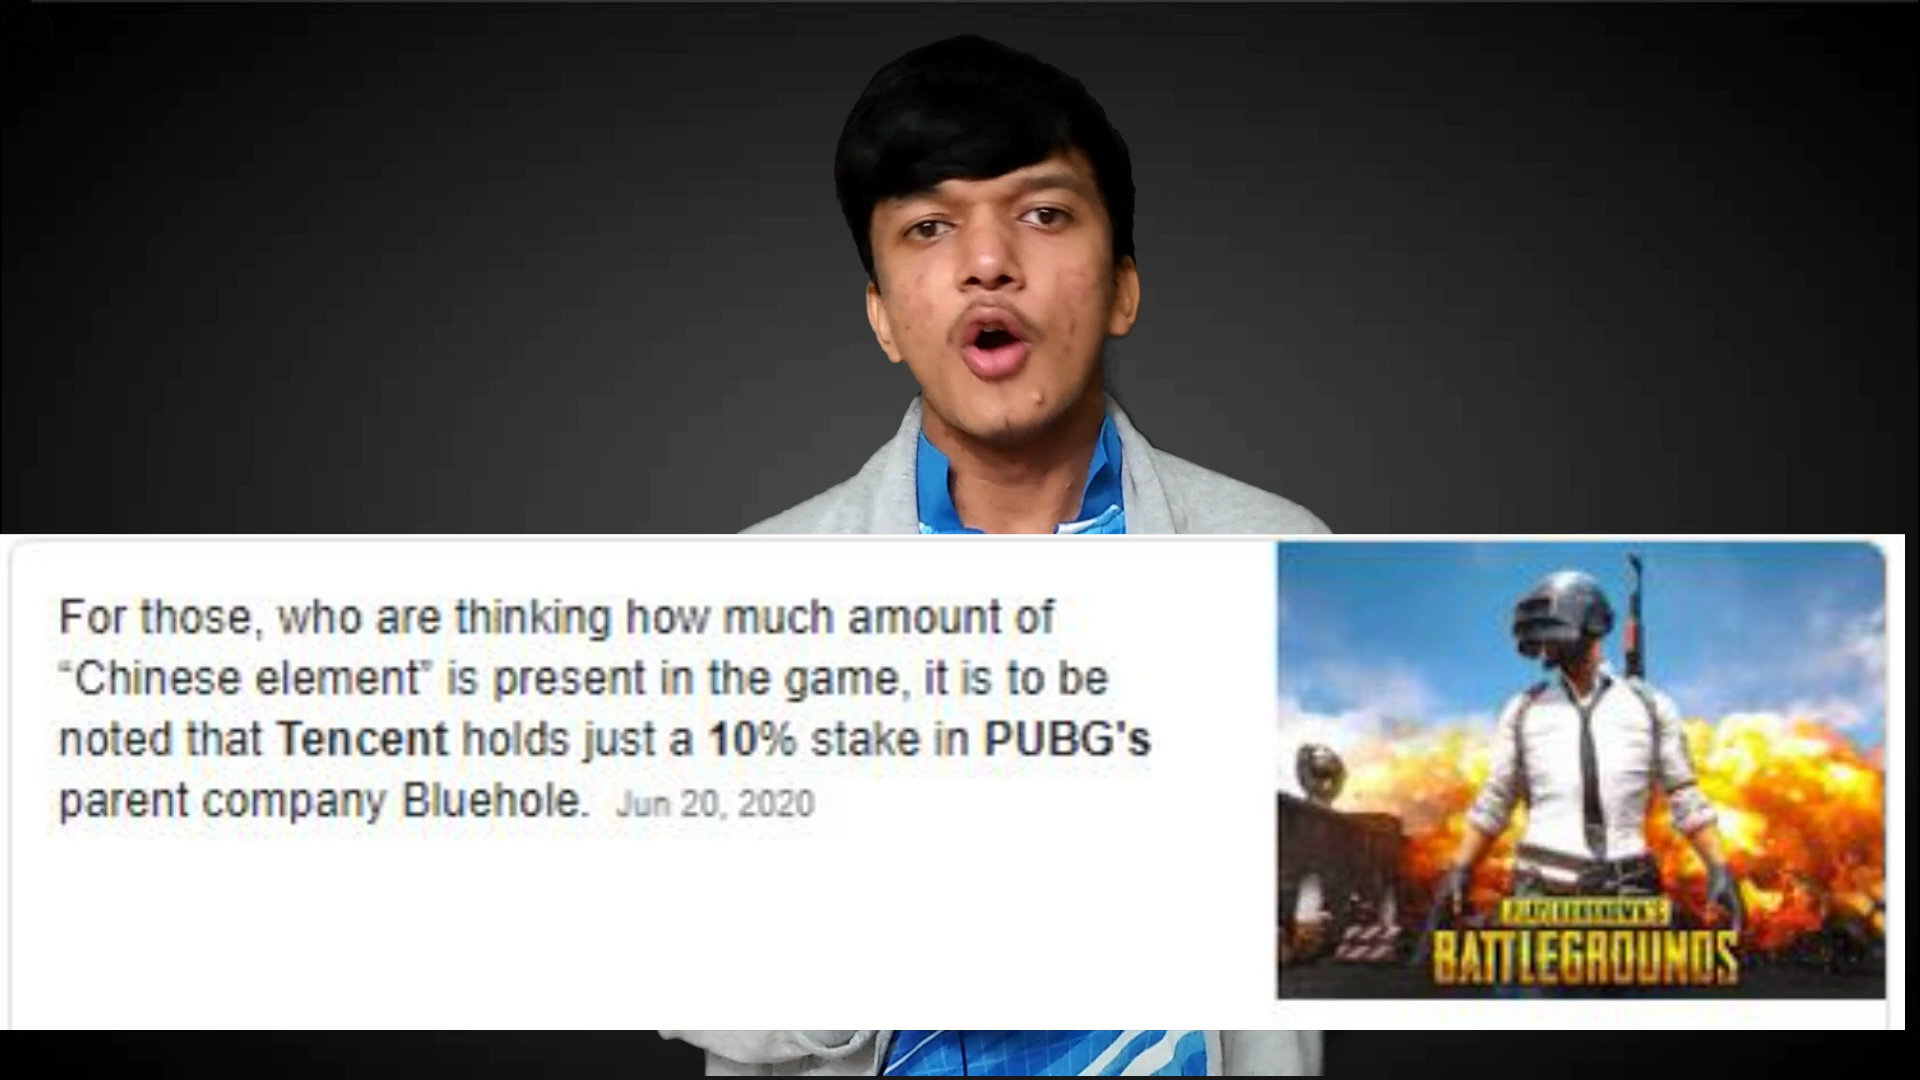 For those, who are thinking how much amount of
“Chinese element” is present in the game, it is to be
noted that Tencent holds just a 10% stake in PUBG's
parent company Bluehole. Jun 20, 2020
BATTLEGROUNDS